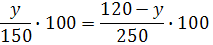 y/150 · 100 = (120 − y)/250 · 100